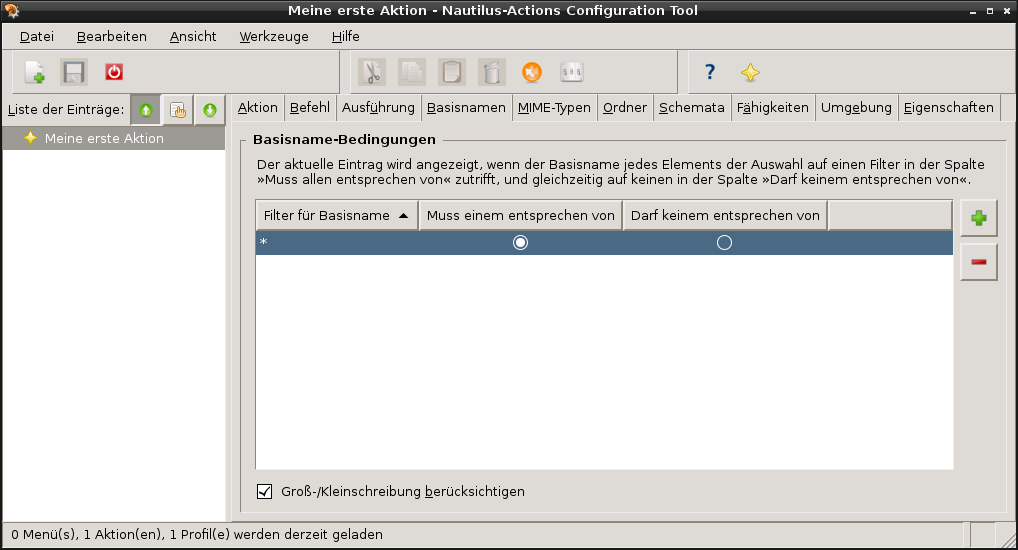 Meine erste Aktion - Nautilus-Actions Configuration Tool
Datei Bearbeiten Ansicht Werkzeuge Hilfe
Liste der Einträge:
Aktion Befehl Ausführung Basisnamen MIME-Typen Ordner Schemata Fähigkeiten Umgebung Eigenschaften
Meine erste Aktion
Basisname-Bedingungen
Der aktuelle Eintrag wird angezeigt, wenn der Basisname jedes Elements der Auswahl auf einen Filter in der Spalte
»Muss allen entsprechen von« zutrifft, und gleichzeitig auf keinen in der Spalte »Darf keinem entsprechen von«.
Filter für Basisname Muss einem entsprechen von Darf keinem entsprechen von
*
Groß-/Kleinschreibung berücksichtigen
0 Menü(s), 1 Aktion(en), 1 Profil(e) werden derzeit geladen